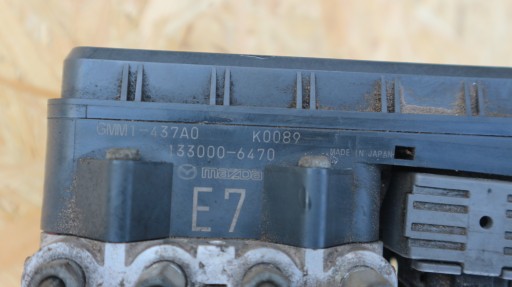 GMM1-437A0 K0089
133000-6470 MADE IN JAPAN
mazda
E7